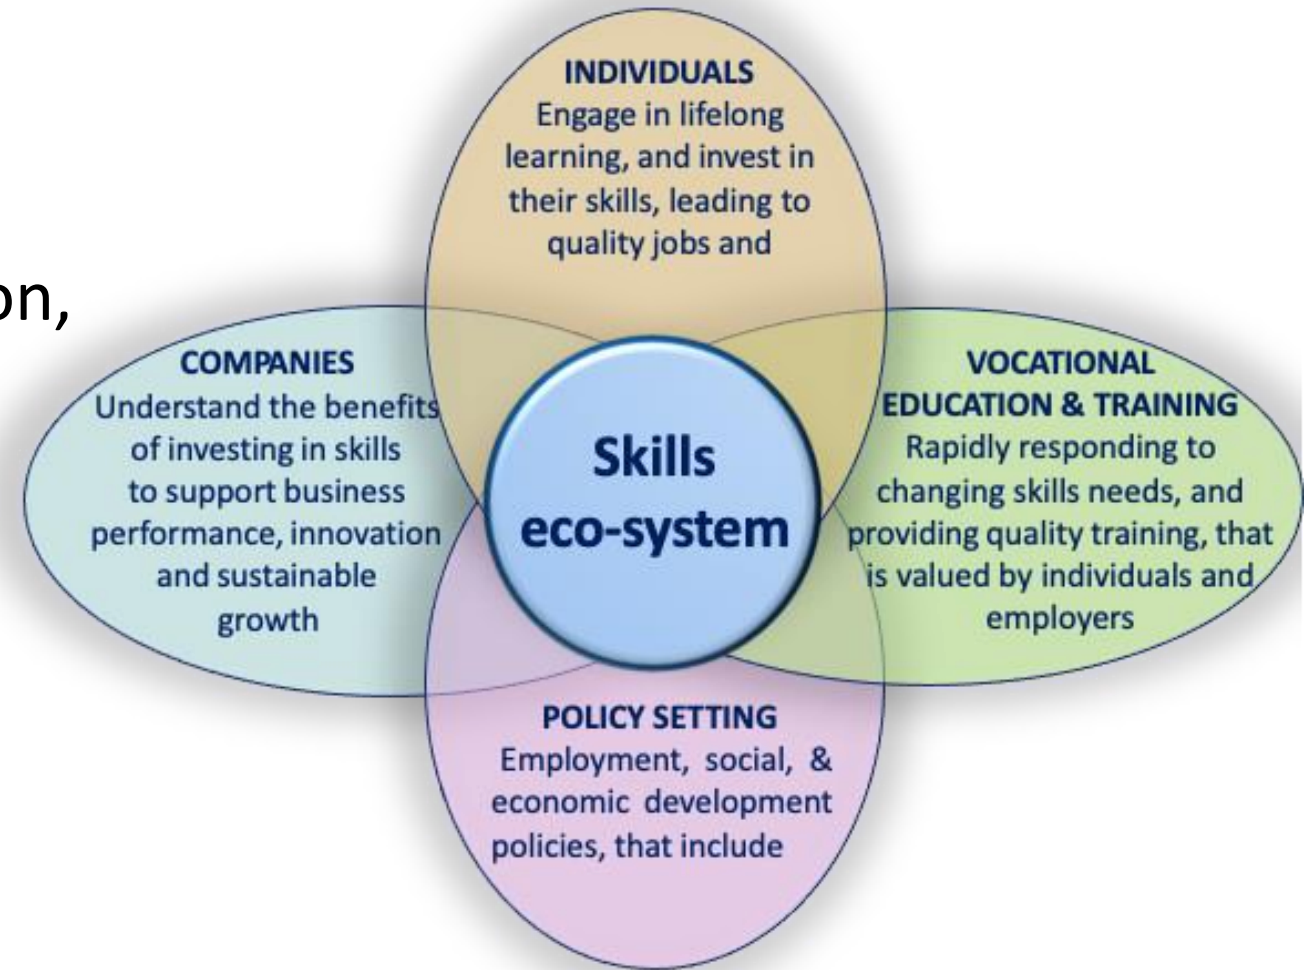 INDIVIDUALS
Engage in lifelong
learning, and invest in
their skills, leading to
quality jobs and
on,
COMPANIES
Understand the benefits
of investing in skills
to support business
performance, innovation
and sustainable
growth
Skills
eco-system
VOCATIONAL
EDUCATION & TRAINING
Rapidly responding to
changing skills needs, and
providing quality training, that
is valued by individuals and
employers
POLICY SETTING
Employment, social, &
economic development
policies, that include